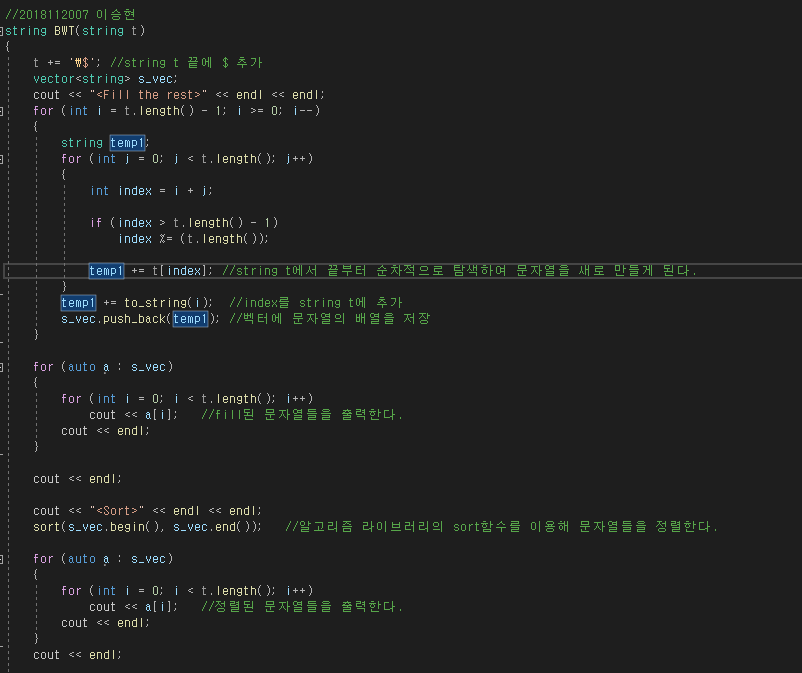 //2018112007 이승현
string BWT(string t)
{
t += '₩$'; //string t 끝에 $ 추가
vector<string> s_vec;
cout << "<Fill the rest>" << endl << endl;
for (int i = t.length() - 1; i >= 0; i--)
{
string temp1;
for (int j = 0; j < t.length(); j++)
{
int index = i + j;
if (index > t.length() - 1)
index %= (t.length());
temp1 += t[index]; //string t에서 끝부터 순차적으로 탐색하여 문자열을 새로 만들게 된다.
}
temp1 += to_string(i); //index를 string t에 추가
s_vec.push_back(temp1); //벡터에 문자열의 배열을 저장
}
for (auto a : s_vec)
{
for (int i = 0; i < t.length(); i++)
cout << a[i]; //fill된 문자열들을 출력한다.
cout << endl;
}
cout << endl;
cout << "<Sort>" << endl << endl;
sort(s_vec.begin(), s_vec.end()); //알고리즘 라이브러리의 sort함수를 이용해 문자열들을 정렬한다.
for (auto a : s_vec)
{
for (int i = 0; i < t.length(); i++)
cout << a[i]; //정렬된 문자열들을 출력한다.
cout << endl;
}
cout << endl;